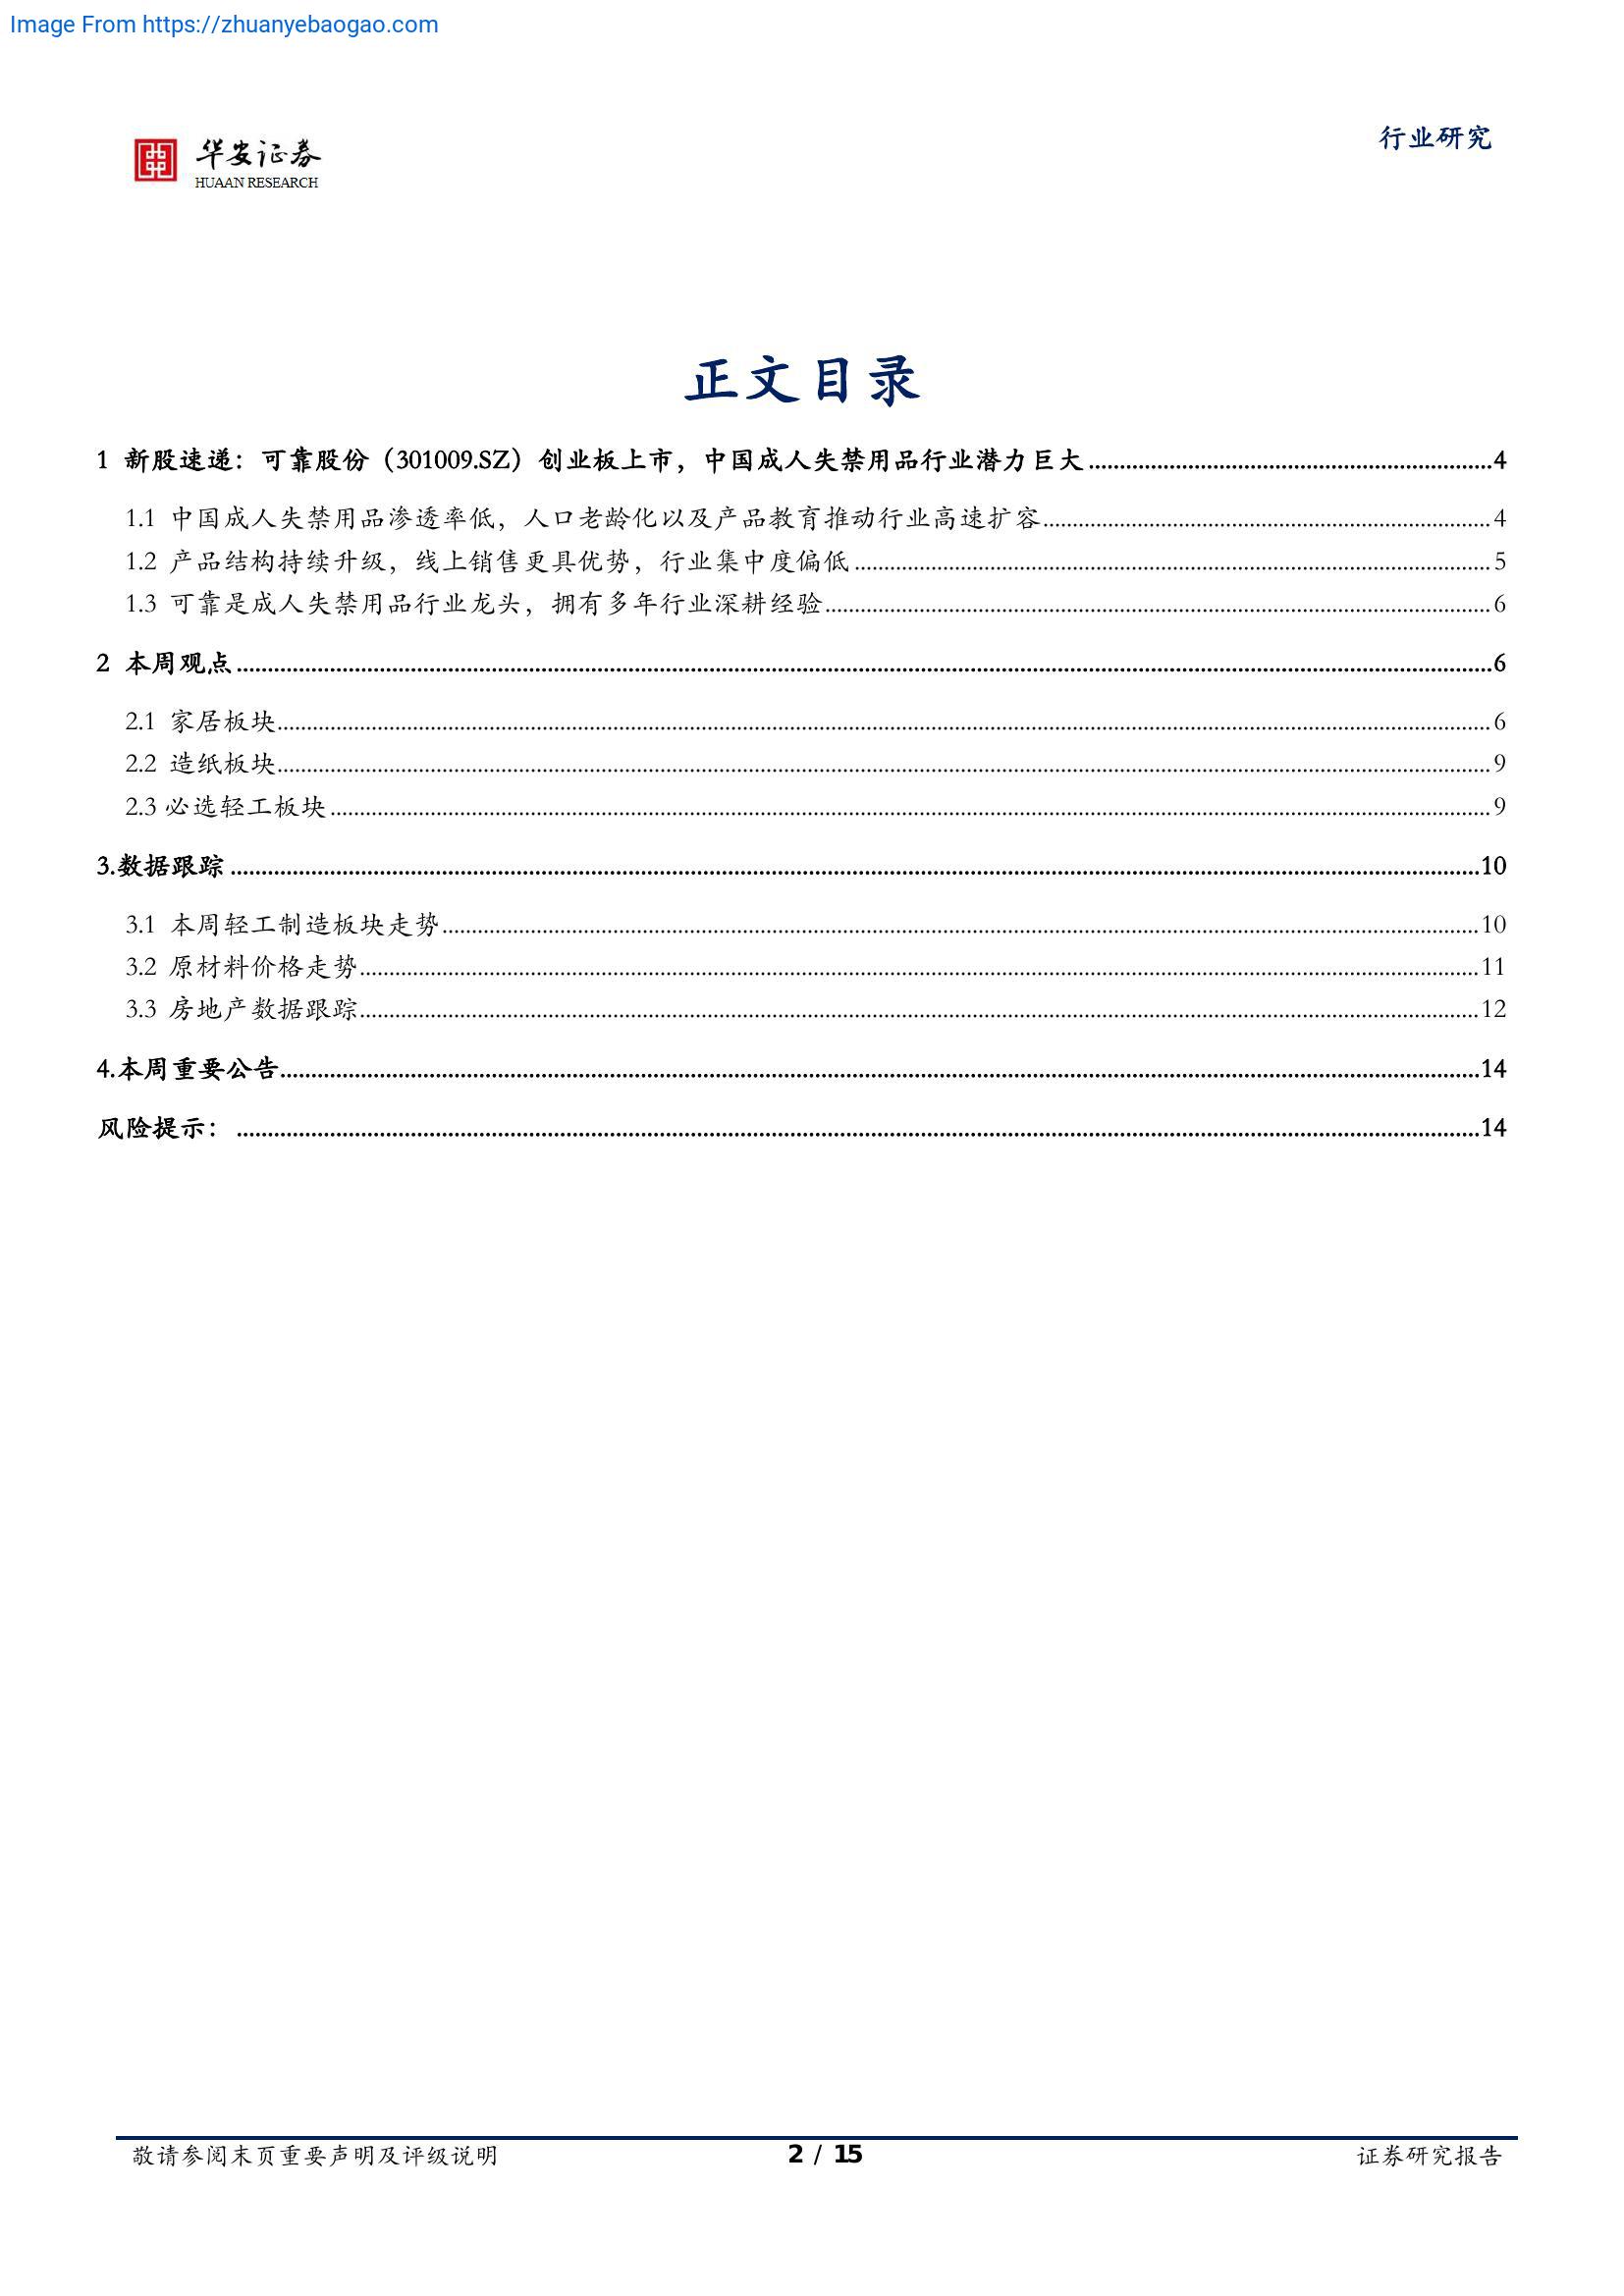 Image From https://zhuanyebaogao.com
华安证券
HUAAN RESEARCH
行业研究
正文目录
1 新股速递：可靠股份（301009.SZ）创业板上市，中国成人失禁用品行业潜力巨大 4
1.1 中国成人失禁用品渗透率低，人口老龄化以及产品教育推动行业高速扩容 4
1.2 产品结构持续升级，线上销售更具优势，行业集中度偏低 5
1.3 可靠是成人失禁用品行业龙头，拥有多年行业深耕经验 6
2 本周观点 6
2.1 家居板块 6
2.2 造纸板块 9
2.3 必选轻工板块 9
3.数据跟踪 10
3.1 本周轻工制造板块走势 10
3.2 原材料价格走势 11
3.3 房地产数据跟踪 12
4.本周重要公告 14
风险提示： 14
敬请参阅末页重要声明及评级说明 2 / 15 证券研究报告